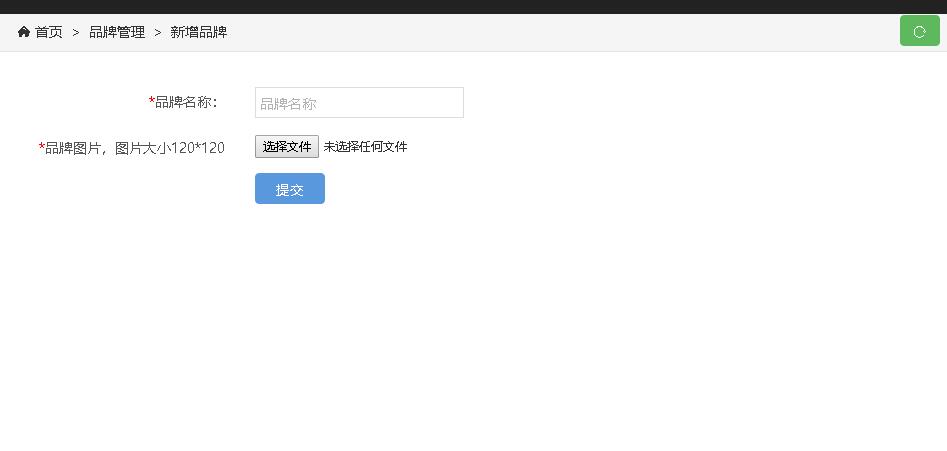 首页 > 品牌管理 > 新增品牌
*品牌名称： 品牌名称
*品牌图片，图片大小120*120 选择文件 未选择任何文件
提交